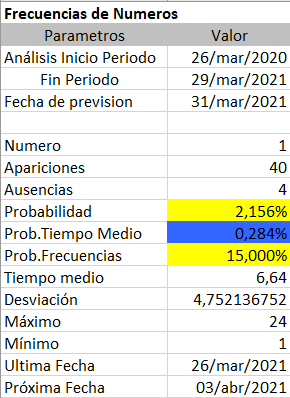 Frecuencias de Numeros
Parametros Valor
Análisis Inicio Periodo 26/mar/2020
Fin Periodo 29/mar/2021
Fecha de prevision 31/mar/2021
Numero 1
Apariciones 40
Ausencias 4
Probabilidad 2,156%
Prob.Tiempo Medio 0,284%
Prob.Frecuencias 15,000%
Tiempo medio 6,64
Desviación 4,752136752
Máximo 24
Mínimo 1
Ultima Fecha 26/mar/2021
Próxima Fecha 03/abr/2021